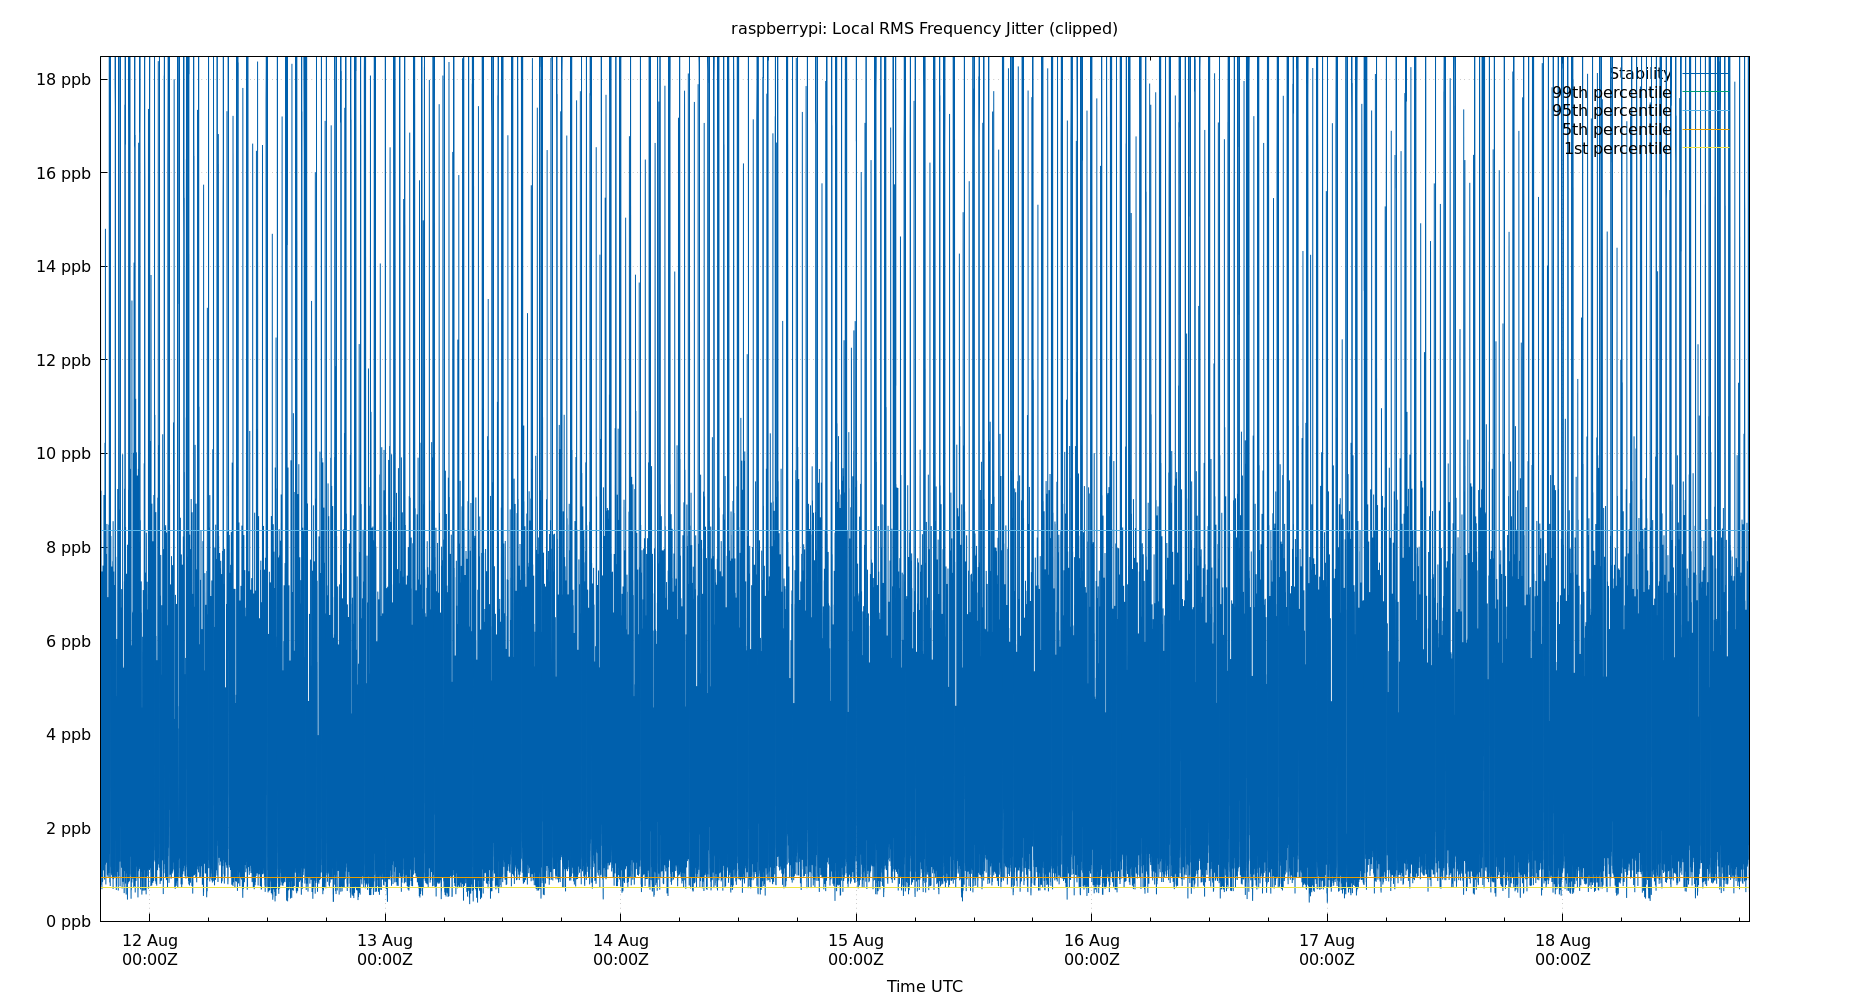 raspberrypi: Local RMS Frequency Jitter (clipped)
18 ppb
16 ppb
14 ppb
12 ppb
10 ppb
8 ppb
6 ppb
4 ppb
2 ppb
0 ppb
Stability
99th percentile
95th percentile
5th percentile
1st percentile
12 Aug 13 Aug 14 Aug 15 Aug 16 Aug 17 Aug 18 Aug
00:00Z 00:00Z 00:00Z 00:00Z 00:00Z 00:00Z 00:00Z
Time UTC